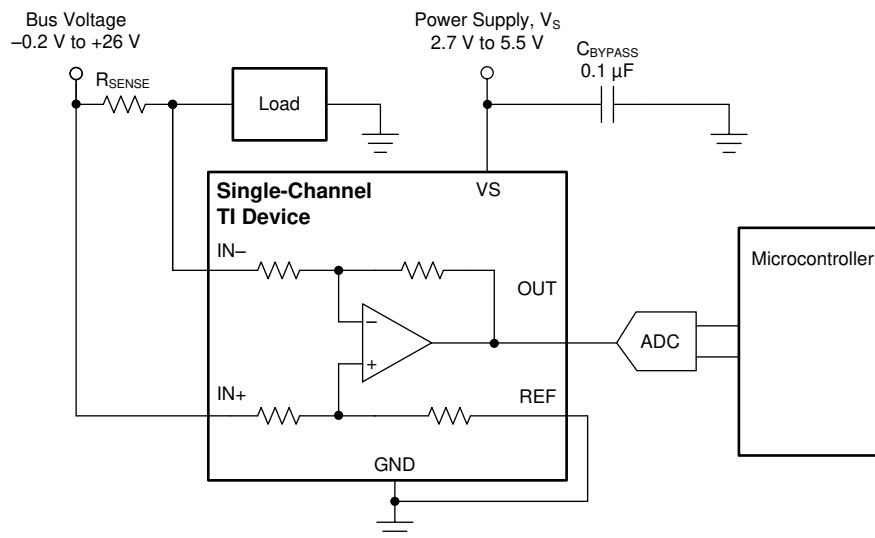 Bus Voltage
–0.2 V to +26 V
RSENSE
Load
Power Supply, VS
2.7 V to 5.5 V
CBYPASS
0.1 µF
Single-Channel
TI Device
VS
IN–
OUT
–
+
IN+
REF
GND
ADC
Microcontroller